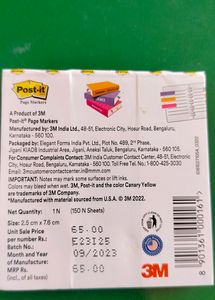 Post-it
Page Markers
A Product of 3M
Post-it® Page Markers
Manufactured by: 3M India Ltd., 48-51, Electronic City, Hosur Road, Bengaluru,
Karnataka - 560 100.
Packaged by: Elegant Forms India Pvt. Ltd., Plot No. 489, 2nd Phase,
Jigani KIADB Industrial Area, Jigani, Anekal Taluk, Bengaluru, Karnataka - 560 105.
For Consumer Complaints Contact: 3M India Customer Contact Center, 48-51, Electronic
City, Hosur Road, Bengaluru, Karnataka - 560 100. Toll Free No.: 1-800-425-3030
Email: 3mcustomercontactcenter.in@mmm.com
IMPORTANT: Notes may mark some surfaces or lift ink.
Colors may bleed when wet. 3M, Post-it and the color Canary Yellow
are trademarks of 3M Company.
*Manufactured with material sourced from U.S.A. © 3M 2022.
Net Quantity: 1 N (150 N Sheets)
Size: 2.5 cm x 7.6 cm
Unit Sale Price 65.00
per number Rs.:
Batch No.: E23125
Month and Year of 09/2023
Manufacture:
MRP Rs. 65.00
(incl., of all taxes)
3M
8901361000161